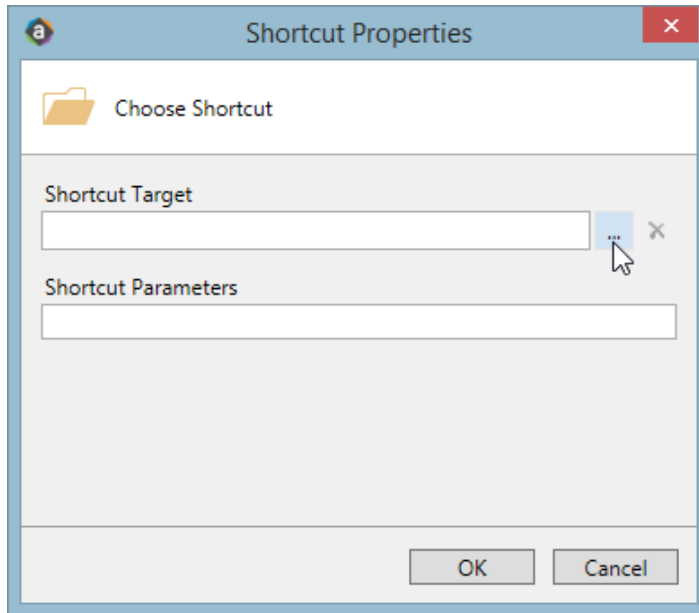 a
Shortcut Properties
Choose Shortcut
Shortcut Target
...
Shortcut Parameters
OK
Cancel